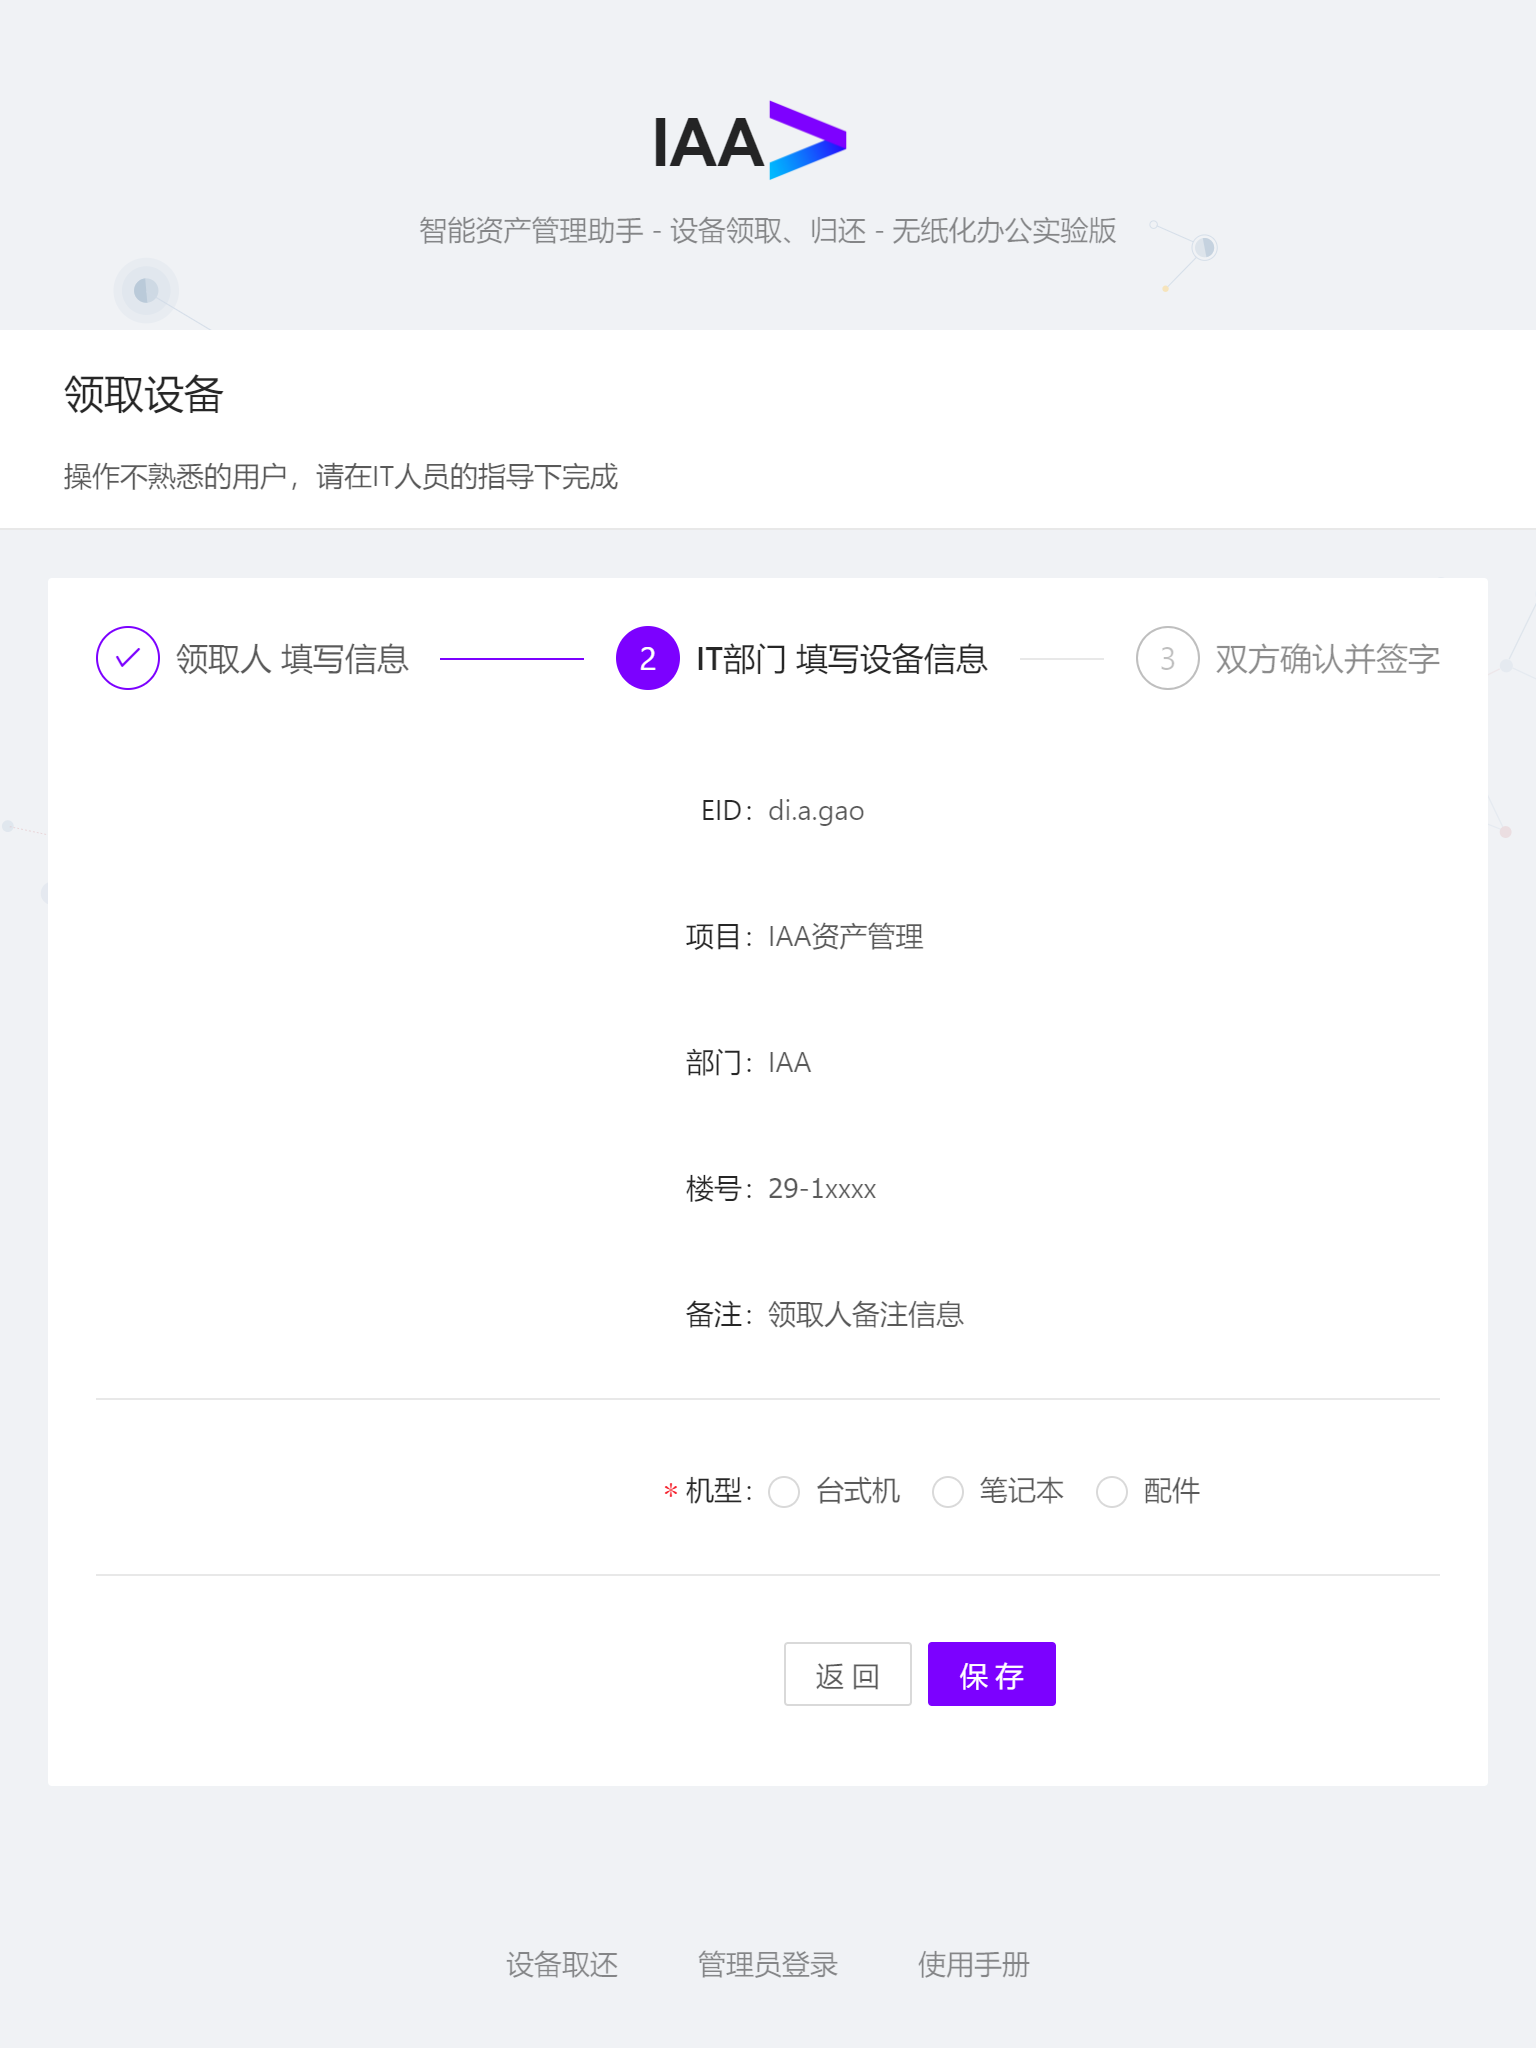 IAA
智能资产管理助手 - 设备领取、归还 - 无纸化办公实验版
领取设备
操作不熟悉的用户，请在IT人员的指导下完成
领取人 填写信息 2 IT部门 填写设备信息 3 双方确认并签字
EID： di.a.gao
项目： IAA资产管理
部门： IAA
楼号： 29-1xxxx
备注： 领取人备注信息
* 机型： 台式机 笔记本 配件
返 回 保 存
设备取还 管理员登录 使用手册